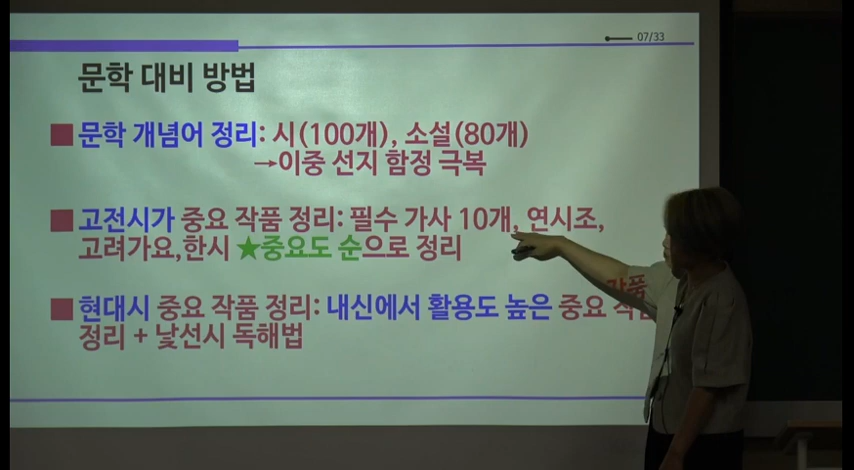 07/33
문학 대비 방법
■ 문학 개념어 정리: 시(100개), 소설(80개)
→이중 선지 함정 극복
■ 고전시가 중요 작품 정리: 필수 가사 10개, 연시조,
고려가요,한시 ★중요도 순으로 정리
■ 현대시 중요 작품 정리: 내신에서 활용도 높은 중요
정리 + 낯선시 독해법